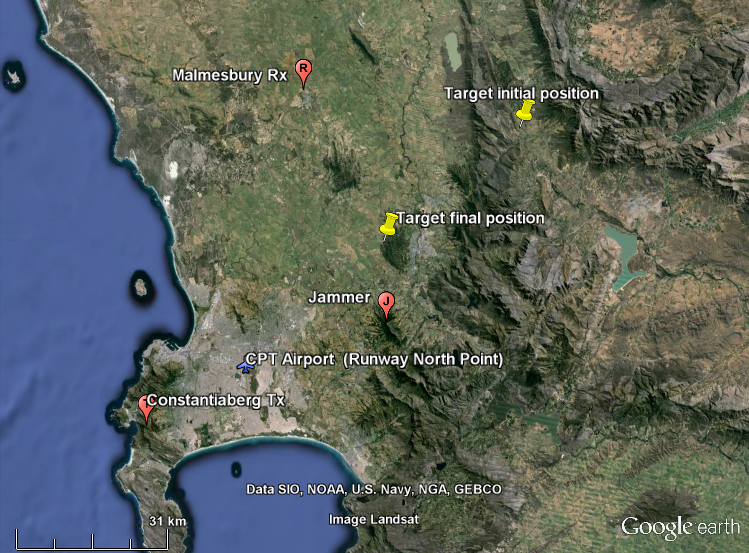 Malmesbury Rx
R
Target initial position
Target final position
Jammer
J
CPT Airport (Runway North Point)
Constantiaberg Tx
Data SIO, NOAA, U.S. Navy, NGA, GEBCO
Image Landsat
31 km
Google earth